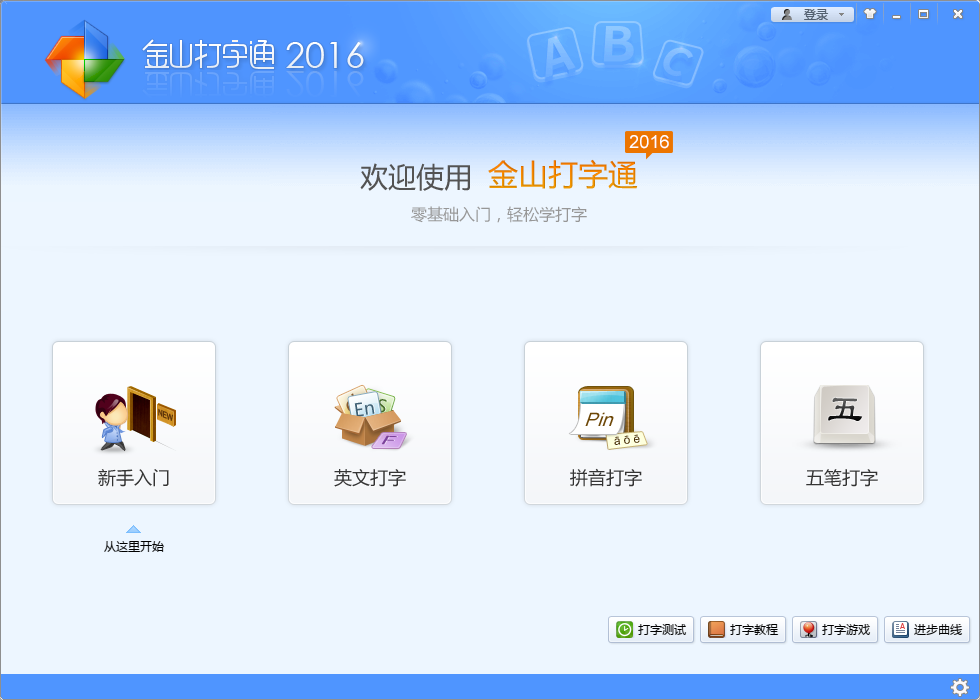 金山打字通 2016
登录
A B C
2016
欢迎使用 金山打字通
零基础入门，轻松学打字
NEW
En S
F
Pin
ā ǒ ê
五
新手入门
英文打字
拼音打字
五笔打字
从这里开始
打字测试
打字教程
打字游戏
进步曲线